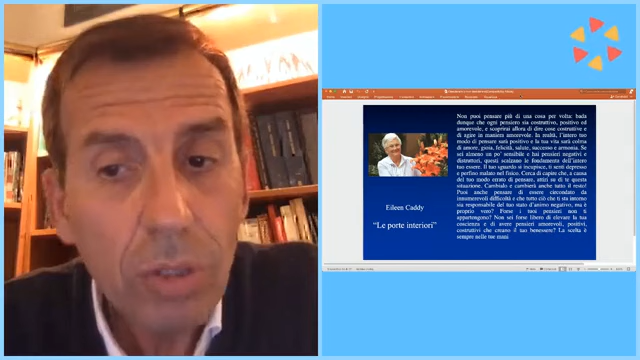 Non puoi pensare più di una cosa per volta: bada
dunque che ogni pensiero sia costruttivo, positivo ed
amorevole, e scoprirai allora di dire cose costruttive e
di agire in maniera amorevole. In realtà, l'intero tuo
modo di pensare sarà positivo e la tua vita sarà colma
di amore, gioia, felicità, salute, successo e armonia. Se
sei almeno un po' sensibile e hai pensieri negativi e
distruttori, questi scalzano le fondamenta dell'intero
tuo essere. Il tuo sguardo si incupisce, ti senti depresso
e perfino malato nel fisico. Cerca di capire che, a causa
del tuo modo errato di pensare, attizi su di te questa
situazione. Cambialo e cambierà anche tutto il resto!
Puoi anche pensare di essere circondato da
innumerevoli difficoltà e che tutto ciò che ti sta intorno
sia responsabile del tuo stato d'animo negativo, ma è
proprio vero? Forse i tuoi pensieri non ti
appartengono? Non sei forse libero di elevare la tua
coscienza e di avere pensieri amorevoli, positivi,
costruttivi che creano il tuo benessere? La scelta è
sempre nelle tue mani
Eileen Caddy
"Le porte interiori"